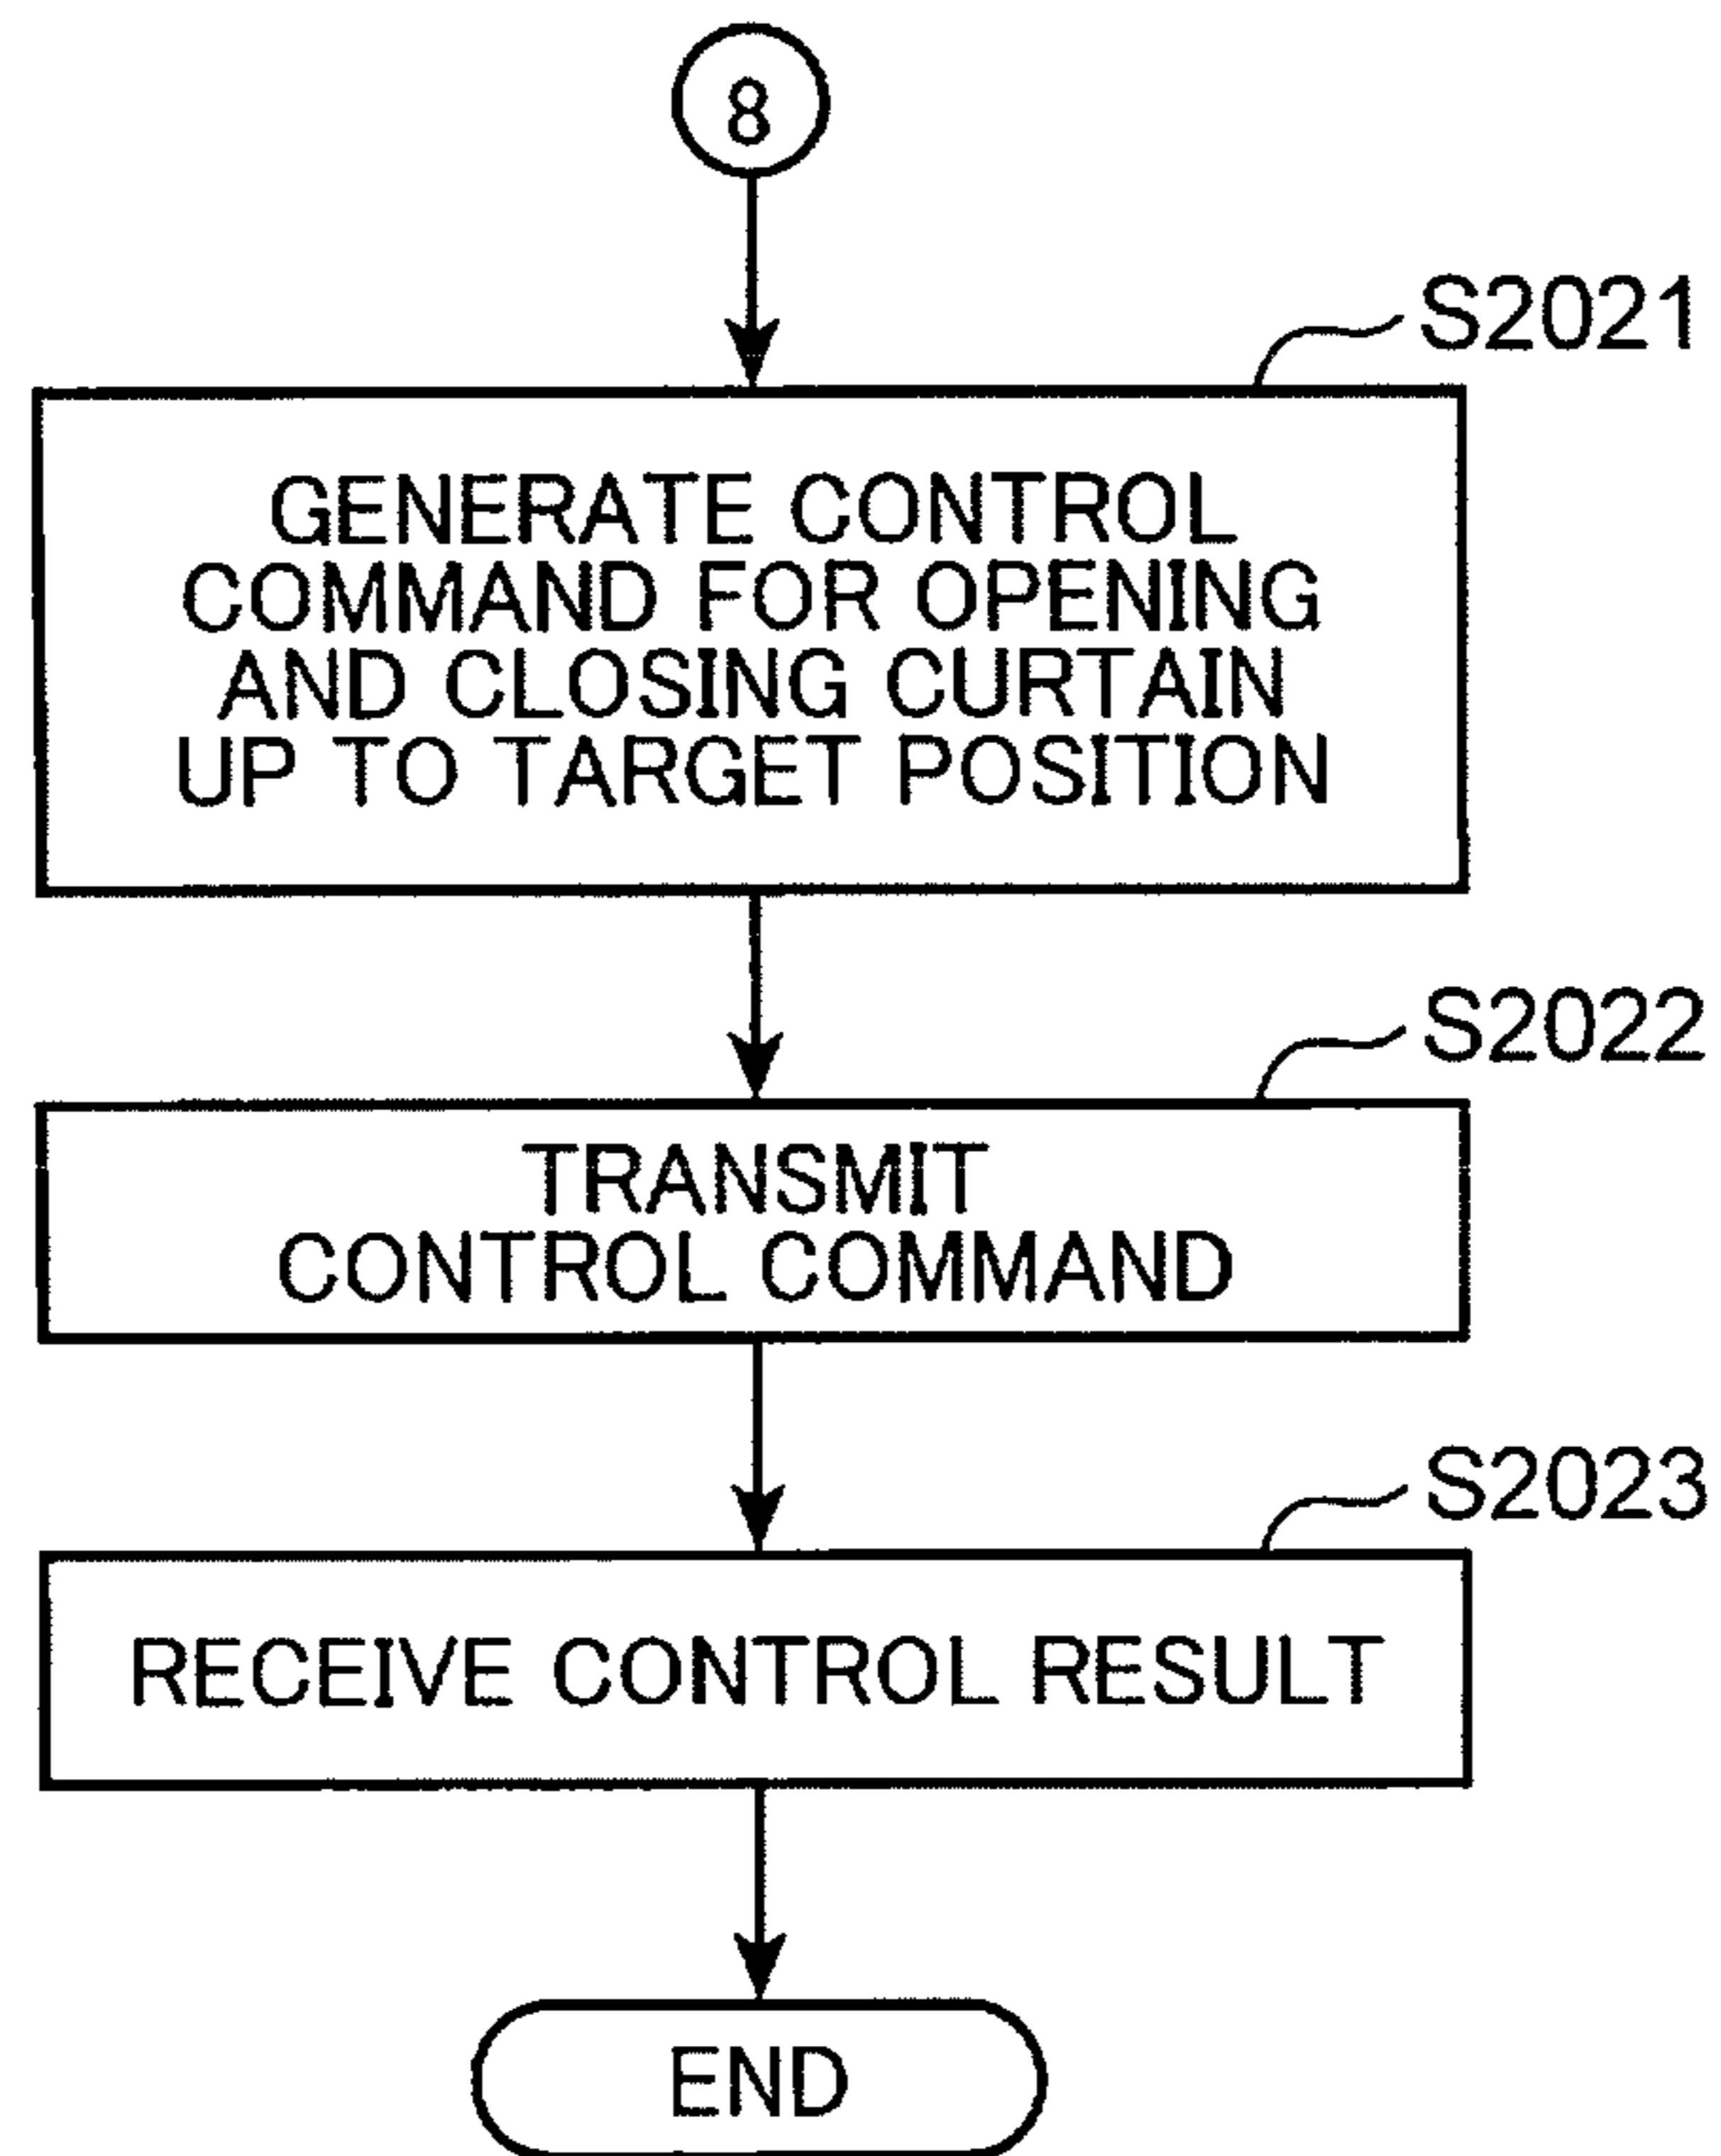 8
S2021
GENERATE CONTROL
COMMAND FOR OPENING
AND CLOSING CURTAIN
UP TO TARGET POSITION
S2022
TRANSMIT
CONTROL COMMAND
S2023
RECEIVE CONTROL RESULT
END